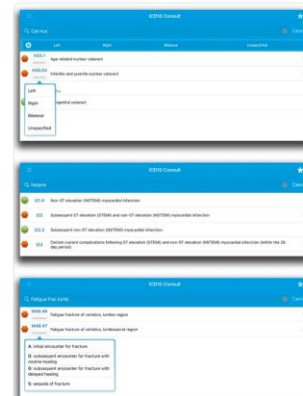 ICD10 Consult
Cat nuc
Cancel
Left Right Bilateral Unspecified
H25.1
Age-related nuclear cataract
H26.03
Infantile and juvenile nuclear cataract
Left
Right
Bilateral
Unspecified
congenital cataract
ICD10 Consult
Nstemi
I21.4 Non-ST elevation (NSTEMI) myocardial infarction
I22 Subsequent ST elevation (STEMI) and non-ST elevation (NSTEMI) myocardial infarction
I22.2 Subsequent non-ST elevation (NSTEMI) myocardial infarction
I23 Certain current complications following ST elevation (STEMI) and non-ST elevation (NSTEMI) myocardial infarction (within the 28 day period)
ICD10 Consult
Fatigue frac lumb
M48.46
Fatigue fracture of vertebra, lumbar region
M48.47
Fatigue fracture of vertebra, lumbosacral region
A: initial encounter for fracture
D: subsequent encounter for fracture with
routine healing
G: subsequent encounter for fracture with
delayed healing
S: sequela of fracture